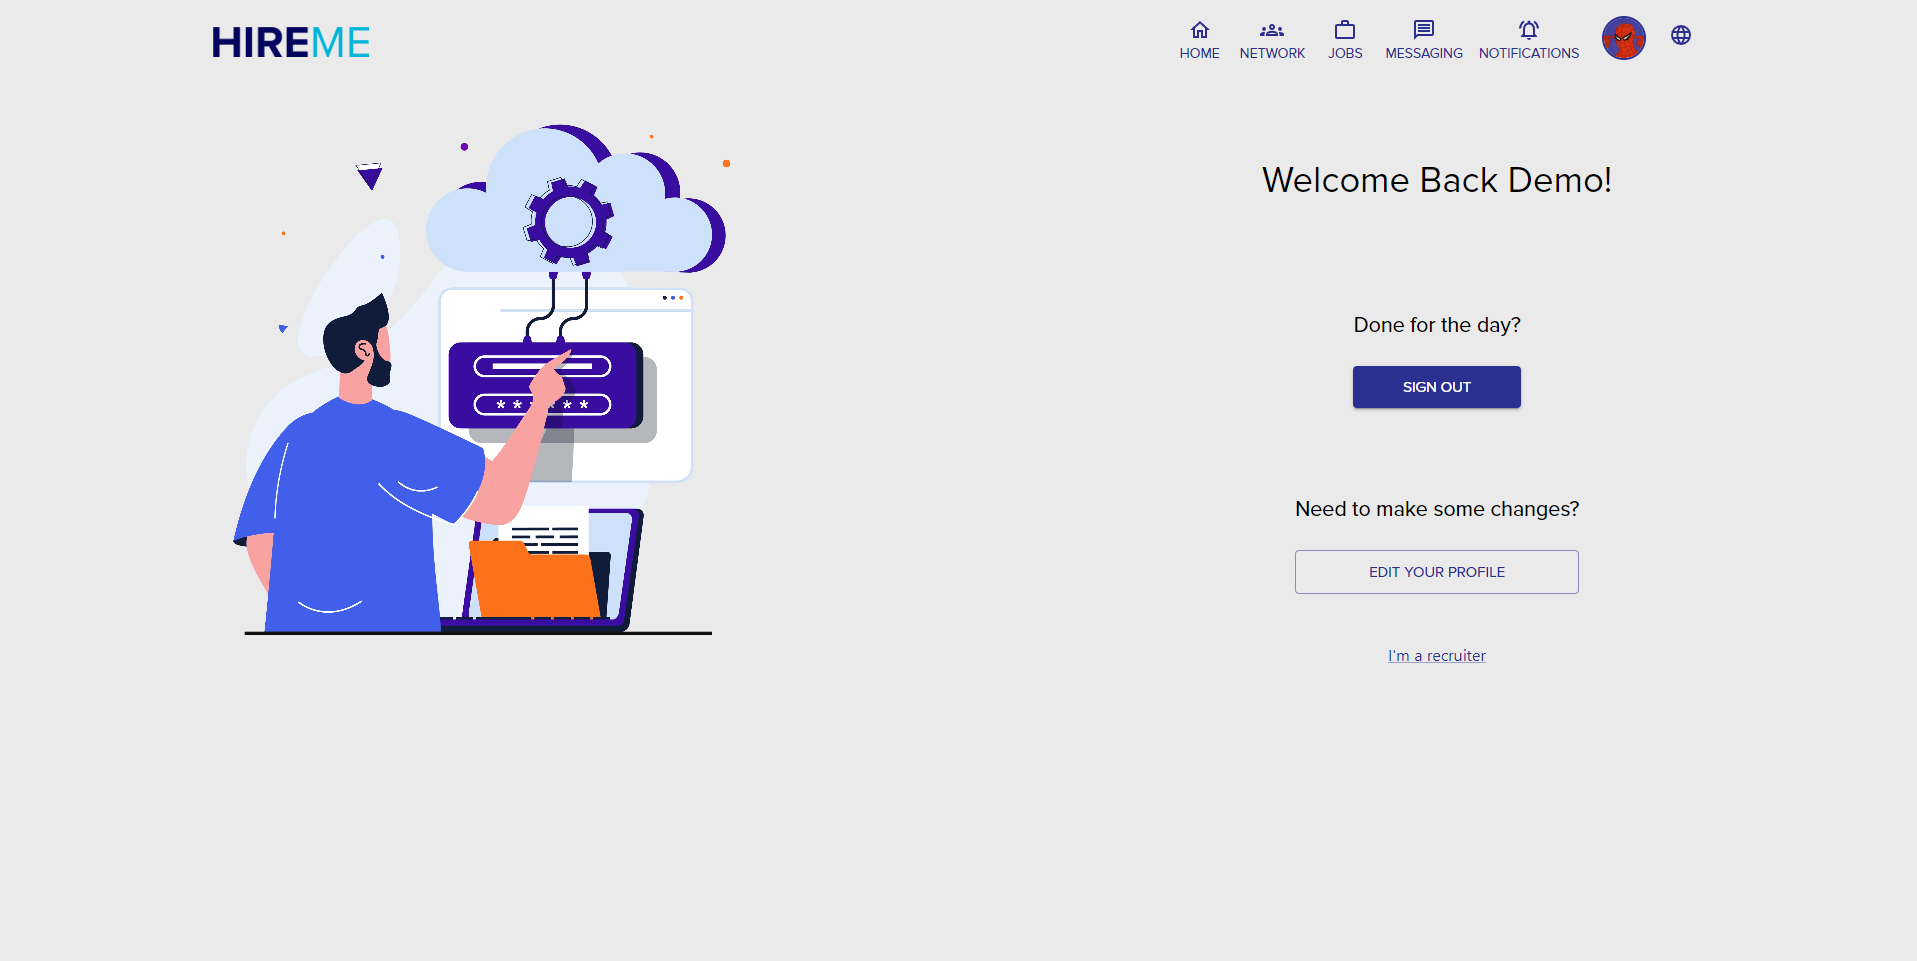 HIREME
HOME NETWORK JOBS MESSAGING NOTIFICATIONS
Welcome Back Demo!
Done for the day?
SIGN OUT
Need to make some changes?
EDIT YOUR PROFILE
I'm a recruiter